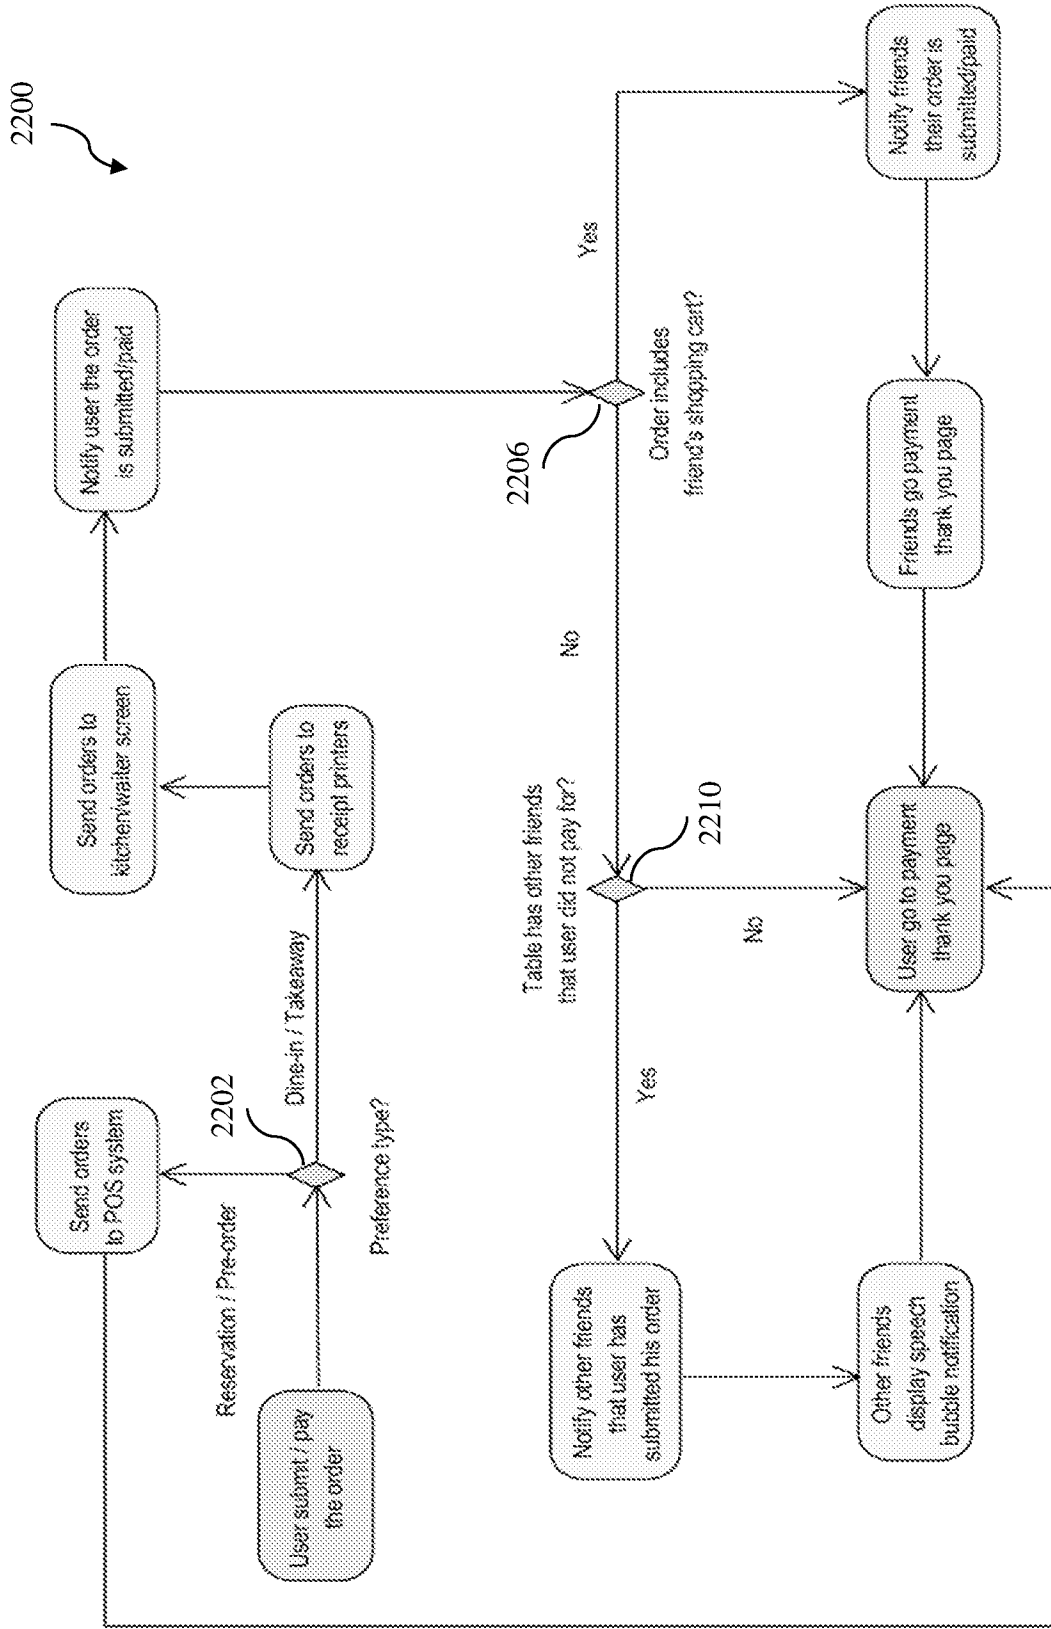 2200
User submit / pay
the order
Reservation / Pre-order
Send orders
to POS system
2202
Preference type?
Dine-in / Takeaway
Send orders to
receipt printers
Send orders to
kitchen/waiter screen
Notify user the order
is submitted/paid
2206
Order includes
friend's shopping cart?
Yes
No
Notify friends
their order is
submitted/paid
Friends go payment
thank you page
Table has other friends
that user did not pay for?
2210
Yes
No
Notify other friends
that user has
submitted his order
Other friends
display speech
bubble notification
User go to payment
thank you page